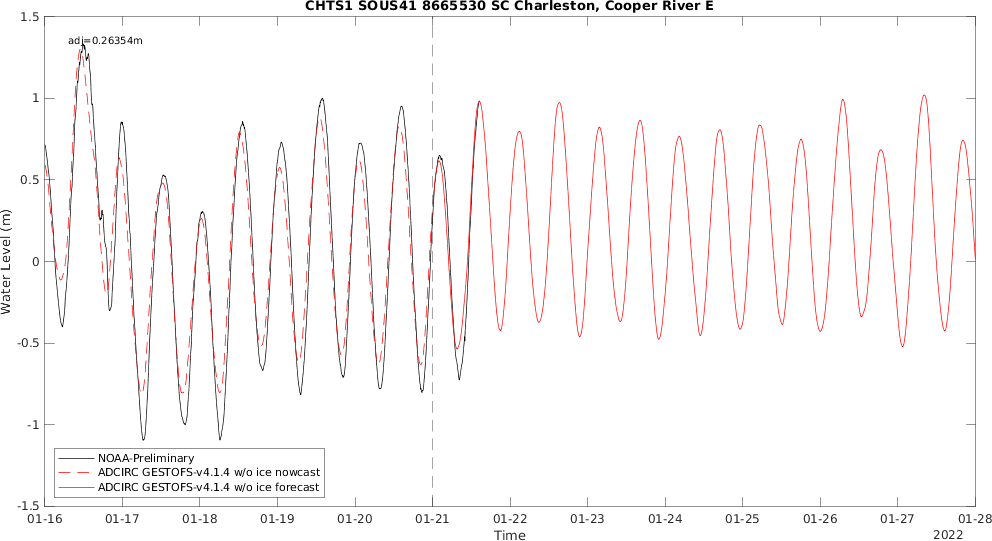 CHTS1 SOUS41 8665530 SC Charleston, Cooper River E
1.5
adj=0.26354m
1
0.5
0
-0.5
-1
-1.5
Water Level (m)
NOAA-Preliminary
ADCIRC GESTOFS-v4.1.4 w/o ice nowcast
ADCIRC GESTOFS-v4.1.4 w/o ice forecast
01-16 01-17 01-18 01-19 01-20 01-21 01-22 01-23 01-24 01-25 01-26 01-27 01-28
Time
2022